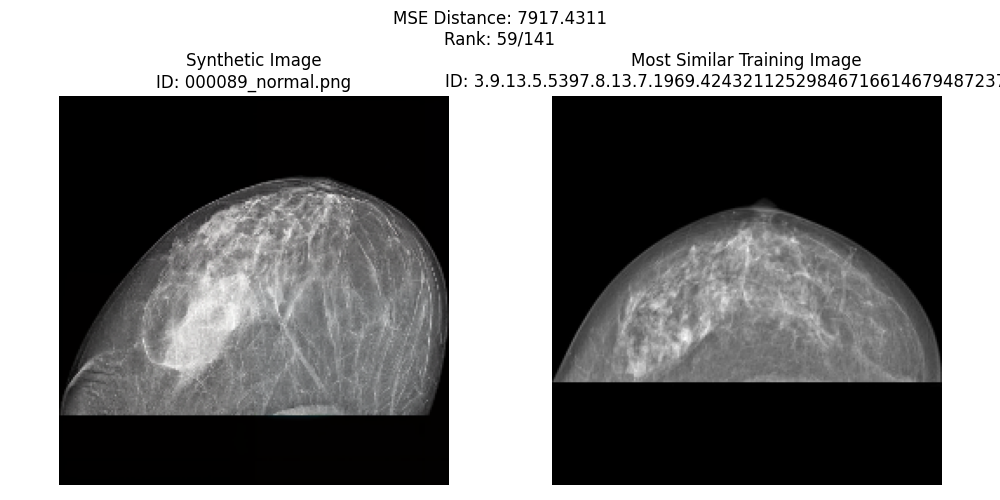 MSE Distance: 7917.4311
Rank: 59/141
Synthetic Image
ID: 000089_normal.png
Most Similar Training Image
ID: 3.9.13.5.5397.8.13.7.1969.424321125298467166146794872371